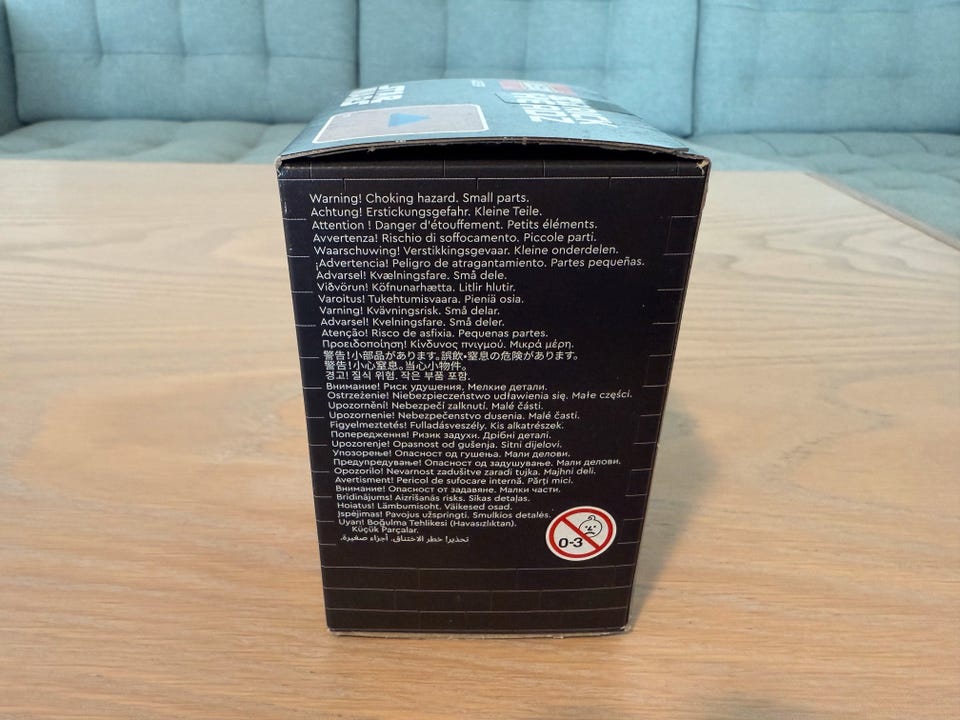 Warning! Choking hazard. Small parts.
Achtung! Erstickungsgefahr. Kleine Teile.
Attention ! Danger d'étouffement. Petits éléments.
Avvertenza! Rischio di soffocamento. Piccole parti.
Waarschuwing! Verstikkingsgevaar. Kleine onderdelen.
¡Advertencia! Peligro de atragantamiento. Partes pequeñas.
Advarsel! Kvælningsfare. Små dele.
Viðvörun! Köfnunarhætta. Litlir hlutir.
Varoitus! Tukehtumisvaara. Pieniä osia.
Varning! Kvävningsrisk. Små delar.
Advarsel! Kvelningsfare. Små deler.
Atenção! Risco de asfixia. Pequenas partes.
Προειδοποίηση! Κίνδυνος πνιγμού. Μικρά μέρη.
警告!小部品があります。誤飲・窒息の危険があります。
警告!小心窒息。当心小物件。
경고! 질식 위험. 작은 부품 포함.
Внимание! Риск удушения. Мелкие детали.
Ostrzeżenie! Niebezpieczeństwo udławienia się. Małe części.
Upozornění! Nebezpečí zalknutí. Malé části.
Upozornenie! Nebezpečenstvo dusenia. Malé časti.
Figyelmeztetés! Fulladásveszély. Kis alkatrészek.
Попередження! Ризик задухи. Дрібні деталі.
Upozorenje! Opasnost od gušenja. Sitni dijelovi.
Упозорење! Опасност од гушења. Мали делови.
Предупредување! Опасност од задушување. Мали делови.
Opozorilo! Nevarnost zadušitve zaradi tujka. Majhni deli.
Avertisment! Pericol de sufocare internă. Părți mici.
Внимание! Опасност от задавяне. Малки части.
Brīdinājums! Aizrīšanās risks. Sīkas detaļas.
Hoiatus! Lämbumisoht. Väikesed osad.
Įspėjimas! Pavojus užspringti. Smulkios detalės.
Uyarı! Boğulma Tehlikesi (Havasızlıktan).
Küçük Parçalar.
تحذير! خطر الاختناق. أجزاء صغيرة.
0-3